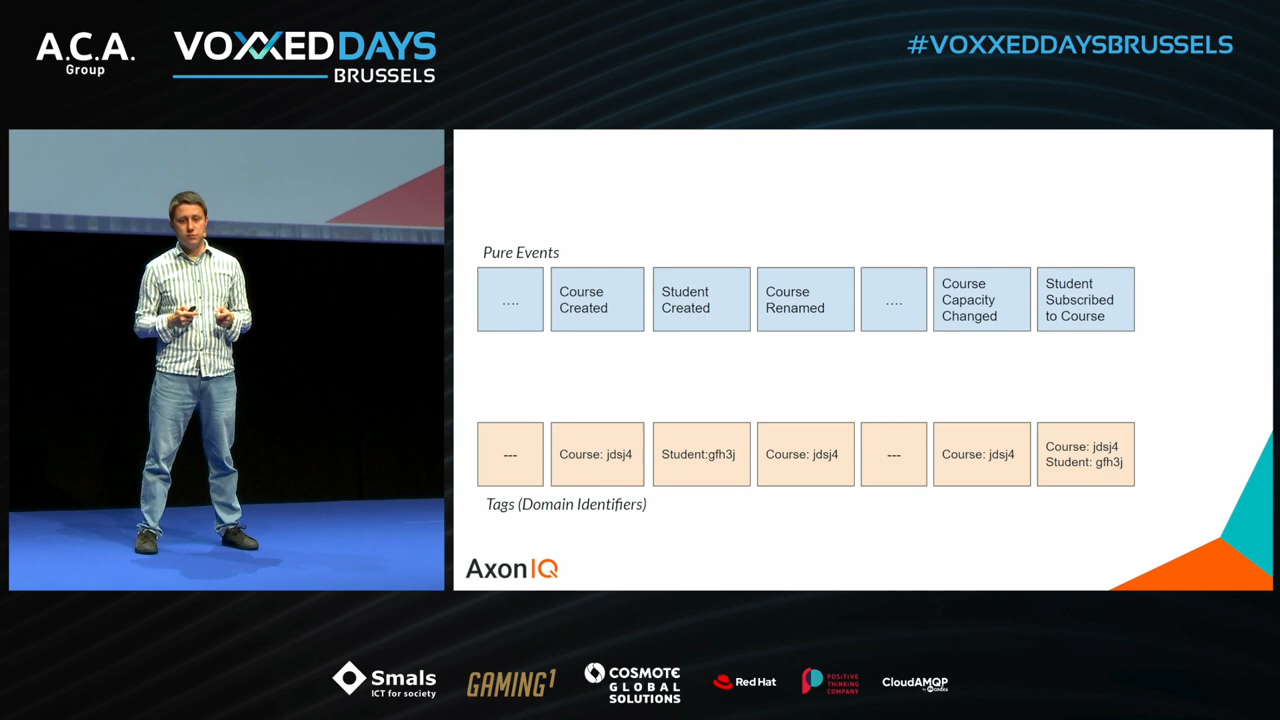 A.C.A.
Group
VOXXEDDAYS
BRUSSELS
#VOXXEDDAYSBRUSSELS
Pure Events
....
Course
Created
Student
Created
Course
Renamed
....
Course
Capacity
Changed
Student
Subscribed
to Course
---
Course: jdsj4
Student:gfh3j
Course: jdsj4
---
Course: jdsj4
Course: jdsj4
Student: gfh3j
Tags (Domain Identifiers)
AxonIQ
Smals
ICT for society
GAMING1
COSMOTE
GLOBAL
SOLUTIONS
Red Hat
POSITIVE
THINKING
COMPANY
CloudAMQP